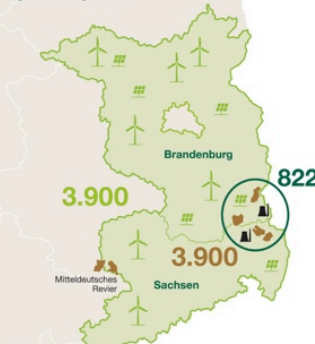 Brandenburg
822
3.900
3.900
Mitteldeutsches
Revier
Sachsen